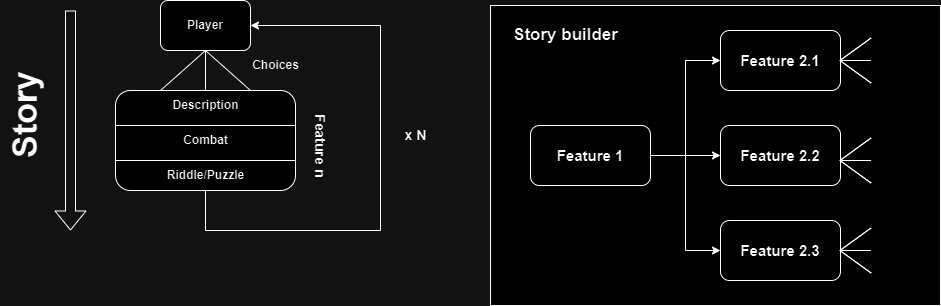 Story
Player
Choices
Description
Combat
Riddle/Puzzle
Feature n
x N
Story builder
Feature 1
Feature 2.1
Feature 2.2
Feature 2.3